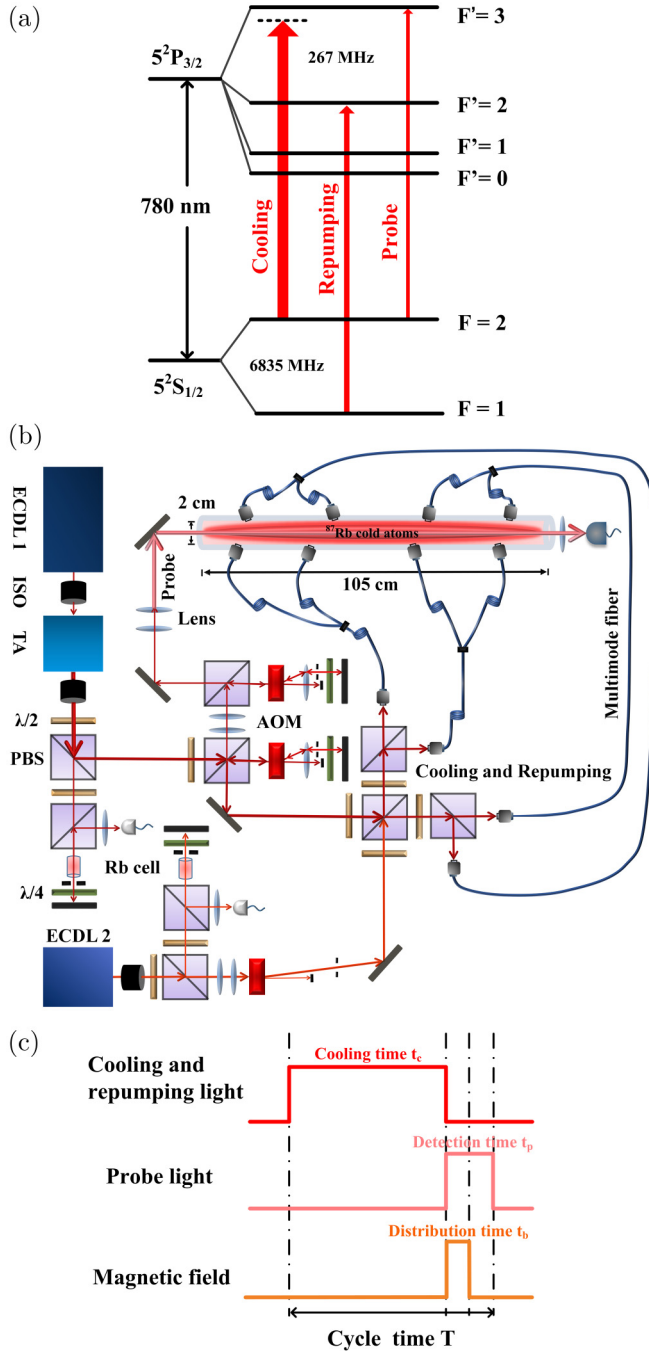 (a)
F'= 3
5²P3/2
267 MHz
F'= 2
F'= 1
F'= 0
780 nm
Cooling
Repumping
Probe
F = 2
6835 MHz
5²S1/2
F = 1
(b)
ECDL 1
ISO
TA
2 cm
⁸⁷Rb cold atoms
105 cm
Probe
Lens
Multimode fiber
λ/2
AOM
PBS
Cooling and Repumping
Rb cell
λ/4
ECDL 2
(c)
Cooling and
repumping light
Cooling time tc
Detection time tp
Probe light
Distribution time tb
Magnetic field
Cycle time T